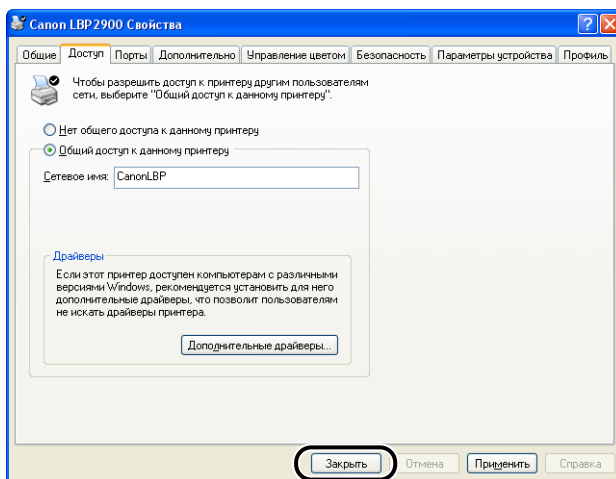 Canon LBP2900 Свойства
Общие Доступ Порты Дополнительно Управление цветом Безопасность Параметры устройства Профиль
Чтобы разрешить доступ к принтеру другим пользователям
сети, выберите "Общий доступ к данному принтеру".
Нет общего доступа к данному принтеру
Общий доступ к данному принтеру
Сетевое имя: CanonLBP
Драйверы
Если этот принтер доступен компьютерам с различными
версиями Windows, рекомендуется установить для него
дополнительные драйверы, что позволит пользователям
не искать драйверы принтера.
Дополнительные драйверы...
Закрыть Отмена Применить Справка